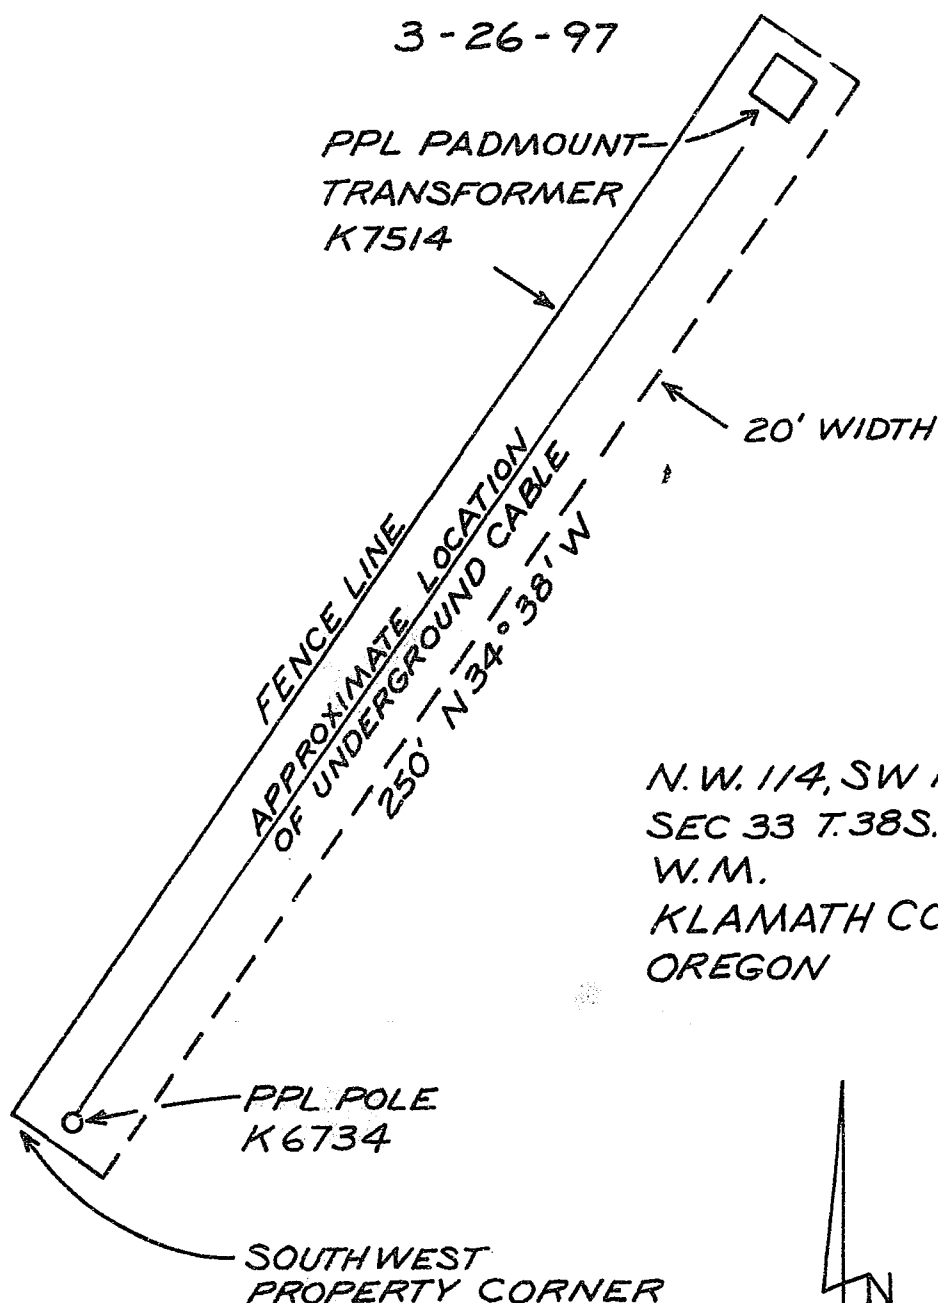 3-26-97
PPL PADMOUNT
TRANSFORMER
K7514
20' WIDTH
FENCE LINE
APPROXIMATE LOCATION
OF UNDERGROUND CABLE
250' N 34° 38' W
N.W. 1/4, SW
SEC 33 T.38S.
W.M.
KLAMATH CO
OREGON
PPL POLE
K6734
SOUTHWEST
PROPERTY CORNER
N